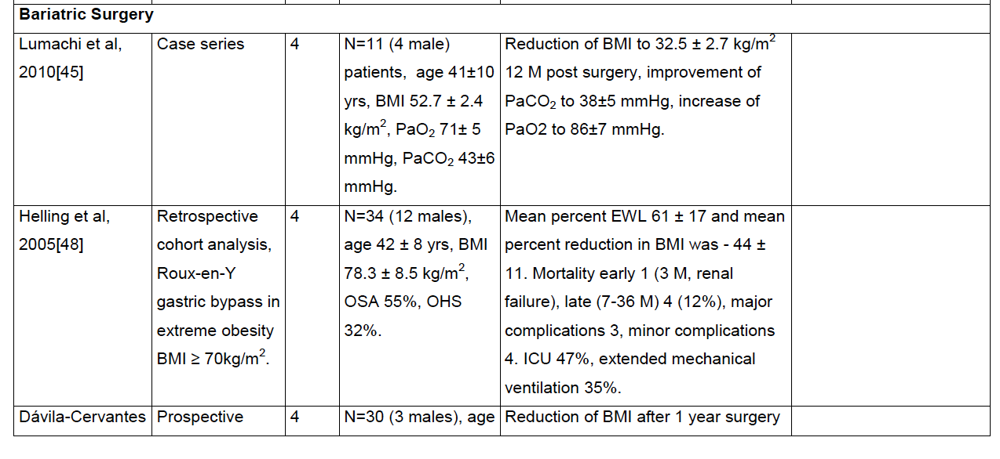 Bariatric Surgery
Lumachi et al,
2010[45]
Case series
4
N=11 (4 male)
patients,  age 41±10
yrs, BMI 52.7 ± 2.4
kg/m², PaO₂ 71± 5
mmHg, PaCO₂ 43±6
mmHg.
Reduction of BMI to 32.5 ± 2.7 kg/m²
12 M post surgery, improvement of
PaCO₂ to 38±5 mmHg, increase of
PaO2 to 86±7 mmHg.
Helling et al,
2005[48]
Retrospective
cohort analysis,
Roux-en-Y
gastric bypass in
extreme obesity
BMI ≥ 70kg/m².
4
N=34 (12 males),
age 42 ± 8 yrs, BMI
78.3 ± 8.5 kg/m²,
OSA 55%, OHS
32%.
Mean percent EWL 61 ± 17 and mean
percent reduction in BMI was - 44 ±
11. Mortality early 1 (3 M, renal
failure), late (7-36 M) 4 (12%), major
complications 3, minor complications
4. ICU 47%, extended mechanical
ventilation 35%.
Dávila-Cervantes
Prospective
4
N=30 (3 males), age
Reduction of BMI after 1 year surgery